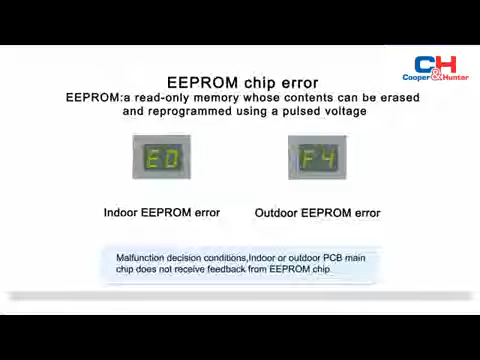 CH
Cooper&Hunter
EEPROM chip error
EEPROM:a read-only memory whose contents can be erased
and reprogrammed using a pulsed voltage
E0 F4
Indoor EEPROM error Outdoor EEPROM error
Malfunction decision conditions,Indoor or outdoor PCB main
chip does not receive feedback from EEPROM chip.